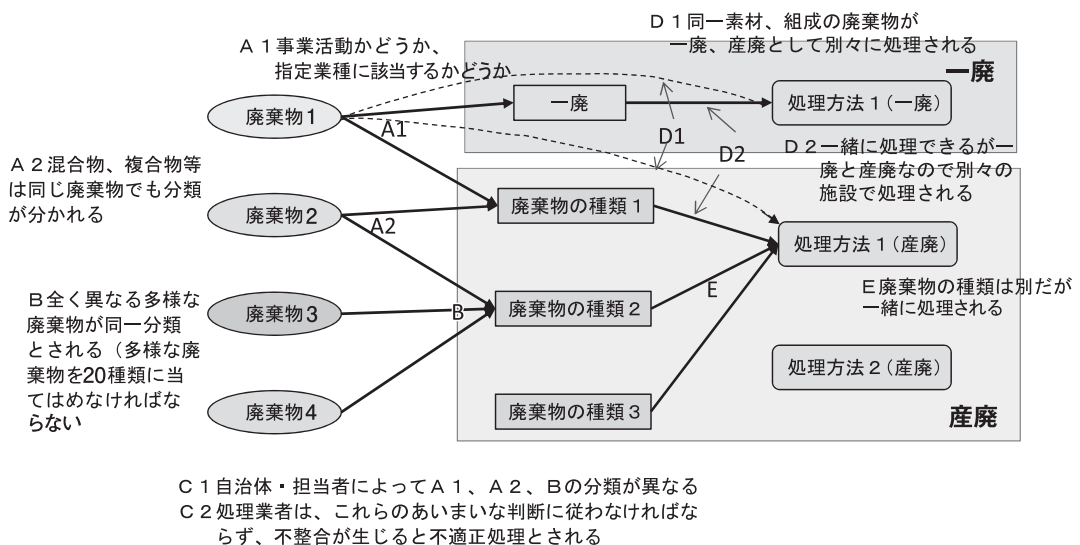 D1同一素材、組成の廃棄物が
一廃、産廃として別々に処理される
A1事業活動かどうか、
指定業種に該当するかどうか
一廃
廃棄物1
一廃
処理方法1(一廃)
A1
D1
D2
D2一緒に処理できるが一
廃と産廃なので別々の
施設で処理される
A2混合物、複合物等
は同じ廃棄物でも分類
が分かれる
廃棄物2
廃棄物の種類1
A2
処理方法1(産廃)
E
E廃棄物の種類は別だが
一緒に処理される
B全く異なる多様な
廃棄物が同一分類
とされる(多様な廃
棄物を20種類に当
てはめなければな
らない
廃棄物3
B
廃棄物の種類2
処理方法2(産廃)
廃棄物4
廃棄物の種類3
産廃
C1自治体・担当者によってA1、A2、Bの分類が異なる
C2処理業者は、これらのあいまいな判断に従わなければな
らず、不整合が生じると不適正処理とされる